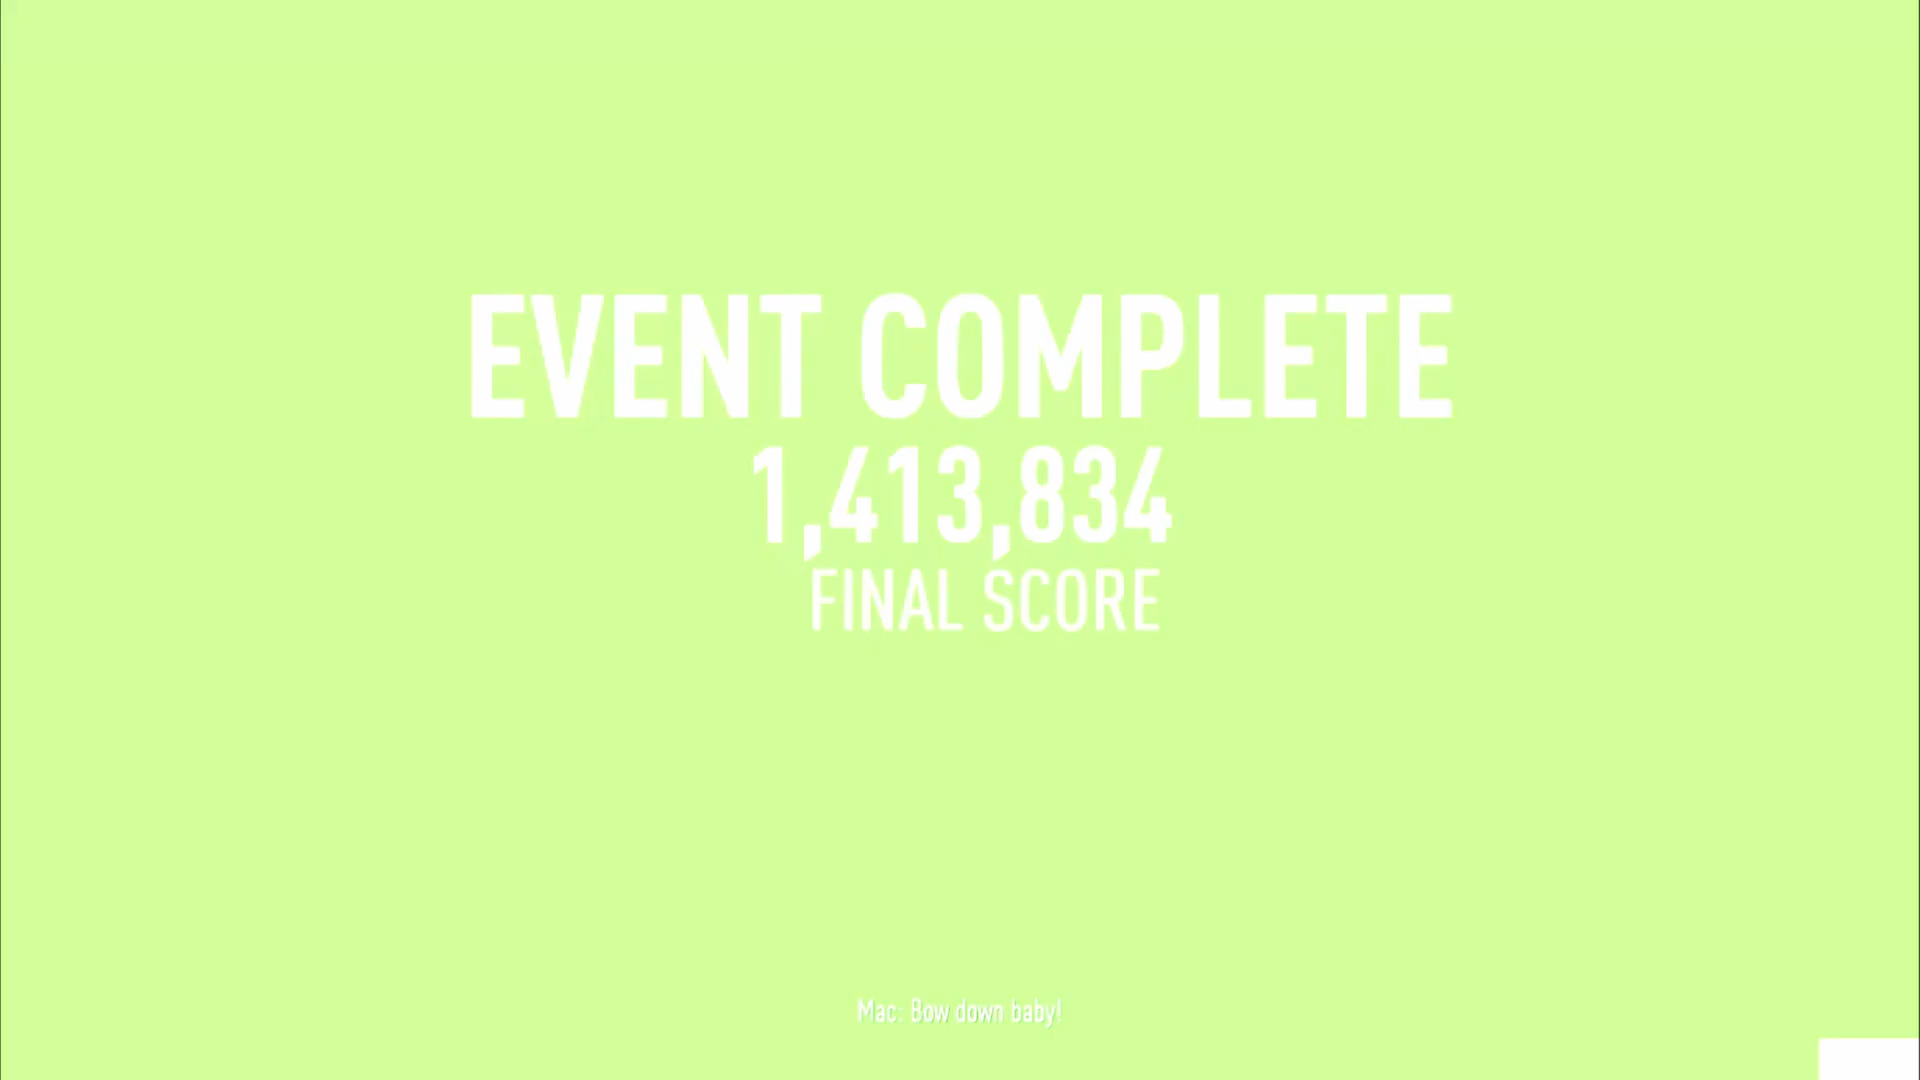 EVENT COMPLETE
1,413,834
FINAL SCORE
Mac: Bow down baby!